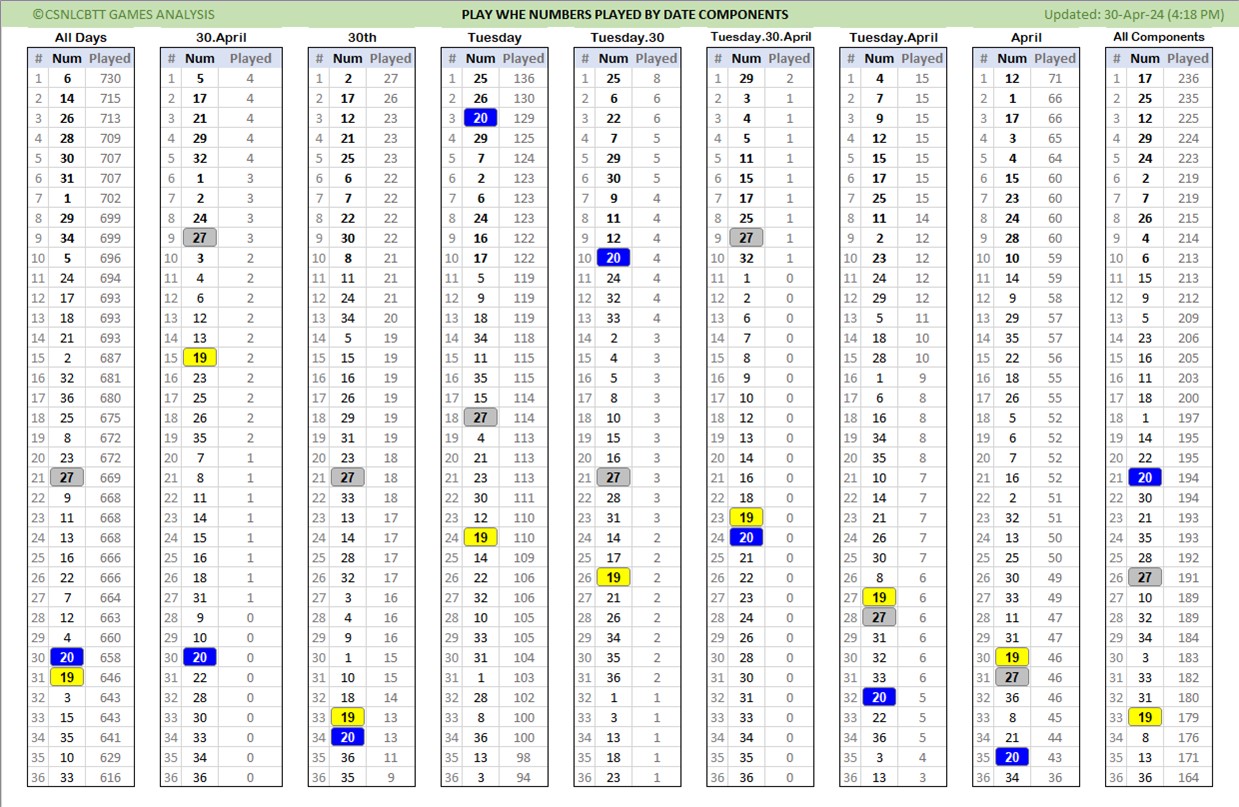 ©CSNLCBTT GAMES ANALYSIS PLAY WHE NUMBERS PLAYED BY DATE COMPONENTS Updated: 30-Apr-24 (4:18 PM)
All Days 30.April 30th Tuesday Tuesday.30 Tuesday.30.April Tuesday.April April All Components
# Num Played # Num Played # Num Played # Num Played # Num Played # Num Played # Num Played # Num Played # Num Played
1 6 730 1 5 4 1 2 27 1 25 136 1 25 8 1 29 2 1 4 15 1 12 71 1 17 236
2 14 715 2 17 4 2 17 26 2 26 130 2 6 6 2 3 1 2 7 15 2 1 66 2 25 235
3 26 713 3 21 4 3 12 23 3 20 129 3 22 6 3 4 1 3 9 15 3 17 66 3 12 225
4 28 709 4 29 4 4 21 23 4 29 125 4 7 5 4 5 1 4 12 15 4 3 65 4 29 224
5 30 707 5 32 4 5 25 23 5 7 124 5 29 5 5 11 1 5 15 15 5 4 64 5 24 223
6 31 707 6 1 3 6 6 22 6 2 123 6 30 5 6 15 1 6 17 15 6 15 60 6 2 219
7 1 702 7 2 3 7 7 22 7 6 123 7 9 4 7 17 1 7 25 15 7 23 60 7 7 219
8 29 699 8 24 3 8 22 22 8 24 123 8 11 4 8 25 1 8 11 14 8 24 60 8 26 215
9 34 699 9 27 3 9 30 22 9 16 122 9 12 4 9 27 1 9 2 12 9 28 60 9 4 214
10 5 696 10 3 2 10 8 21 10 17 122 10 20 4 10 32 1 10 23 12 10 10 59 10 6 213
11 24 694 11 4 2 11 11 21 11 5 119 11 24 4 11 1 0 11 24 12 11 14 59 11 15 213
12 17 693 12 6 2 12 24 21 12 9 119 12 32 4 12 2 0 12 29 12 12 9 58 12 9 212
13 18 693 13 12 2 13 34 20 13 18 119 13 33 4 13 6 0 13 5 11 13 29 57 13 5 209
14 21 693 14 13 2 14 5 19 14 34 118 14 2 3 14 7 0 14 18 10 14 35 57 14 23 206
15 2 687 15 19 2 15 15 19 15 11 115 15 4 3 15 8 0 15 28 10 15 22 56 15 16 205
16 32 681 16 23 2 16 16 19 16 35 115 16 5 3 16 9 0 16 1 9 16 18 55 16 11 203
17 36 680 17 25 2 17 26 19 17 15 114 17 8 3 17 10 0 17 6 8 17 26 55 17 18 200
18 25 675 18 26 2 18 29 19 18 27 114 18 10 3 18 12 0 18 16 8 18 5 52 18 1 197
19 8 672 19 35 2 19 31 19 19 4 113 19 15 3 19 13 0 19 34 8 19 6 52 19 14 195
20 23 672 20 7 1 20 23 18 20 21 113 20 16 3 20 14 0 20 35 8 20 7 52 20 22 195
21 27 669 21 8 1 21 27 18 21 23 113 21 27 3 21 16 0 21 10 7 21 16 52 21 20 194
22 9 668 22 11 1 22 33 18 22 30 111 22 28 3 22 18 0 22 14 7 22 2 51 22 30 194
23 11 668 23 14 1 23 13 17 23 12 110 23 31 3 23 19 0 23 21 7 23 32 51 23 21 193
24 13 668 24 15 1 24 14 17 24 19 110 24 14 2 24 20 0 24 26 7 24 13 50 24 35 193
25 16 666 25 16 1 25 28 17 25 14 109 25 17 2 25 21 0 25 30 7 25 25 50 25 28 192
26 22 666 26 18 1 26 32 17 26 22 106 26 19 2 26 22 0 26 8 6 26 30 49 26 27 191
27 7 664 27 31 1 27 3 16 27 32 106 27 21 2 27 23 0 27 19 6 27 33 49 27 10 189
28 12 663 28 9 0 28 4 16 28 10 105 28 26 2 28 24 0 28 27 6 28 11 47 28 32 189
29 4 660 29 10 0 29 9 16 29 33 105 29 34 2 29 26 0 29 31 6 29 31 47 29 34 184
30 20 658 30 20 0 30 1 15 30 31 104 30 35 2 30 28 0 30 32 6 30 19 46 30 3 183
31 19 646 31 22 0 31 10 15 31 1 103 31 36 2 31 30 0 31 33 6 31 27 46 31 33 182
32 3 643 32 28 0 32 18 14 32 28 102 32 1 1 32 31 0 32 20 5 32 36 46 32 31 180
33 15 643 33 30 0 33 19 13 33 8 100 33 3 1 33 33 0 33 22 5 33 8 45 33 19 179
34 35 641 34 33 0 34 20 13 34 36 100 34 13 1 34 34 0 34 36 5 34 21 44 34 8 176
35 10 629 35 34 0 35 36 11 35 13 98 35 18 1 35 35 0 35 3 4 35 20 43 35 13 171
36 33 616 36 36 0 36 35 9 36 3 94 36 23 1 36 36 0 36 13 3 36 34 36 36 36 164